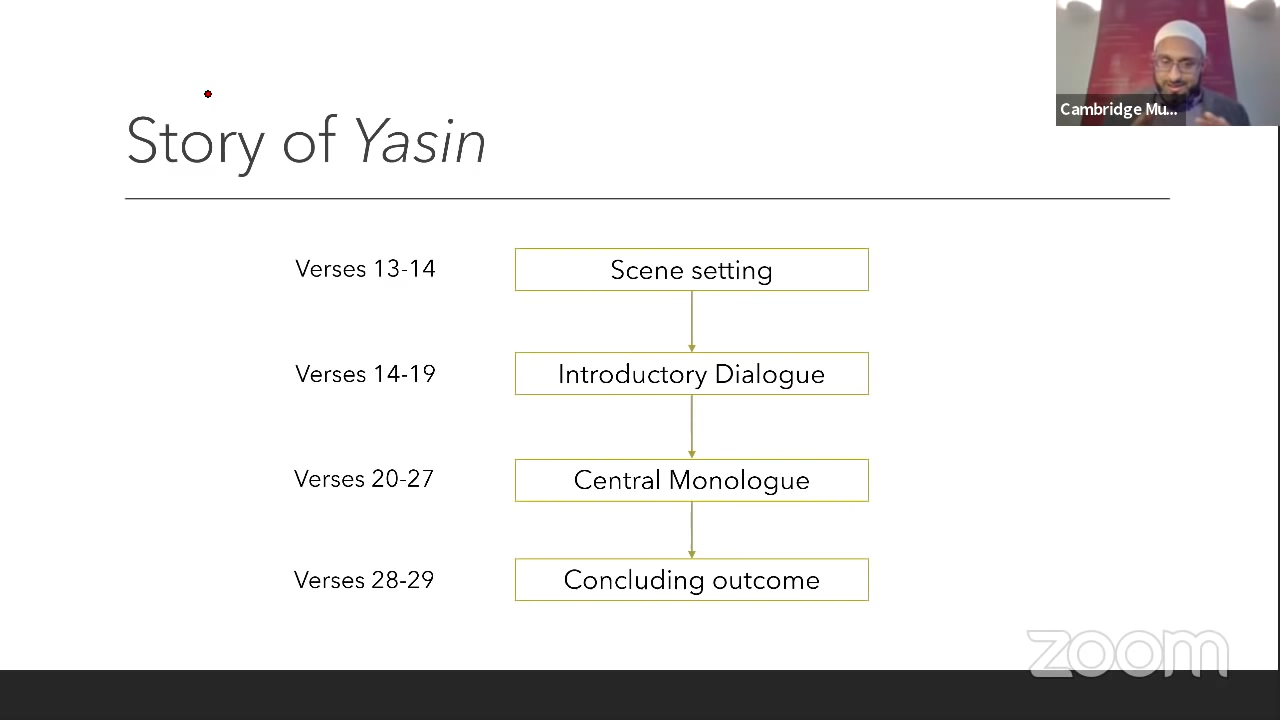 Cambridge Mu...
Story of Yasin
Verses 13-14
Scene setting
Verses 14-19
Introductory Dialogue
Verses 20-27
Central Monologue
Verses 28-29
Concluding outcome
zoom